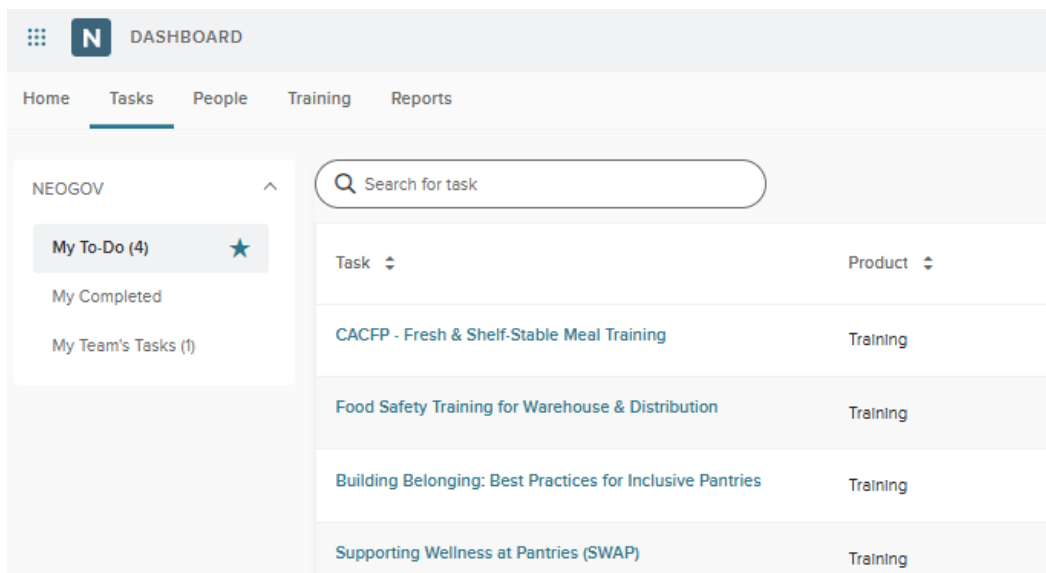 N DASHBOARD
Home Tasks People Training Reports
NEOGOV
My To-Do (4)
My Completed
My Team's Tasks (1)
Search for task
Task Product
CACFP - Fresh & Shelf-Stable Meal Training Training
Food Safety Training for Warehouse & Distribution Training
Building Belonging: Best Practices for Inclusive Pantries Training
Supporting Wellness at Pantries (SWAP) Training